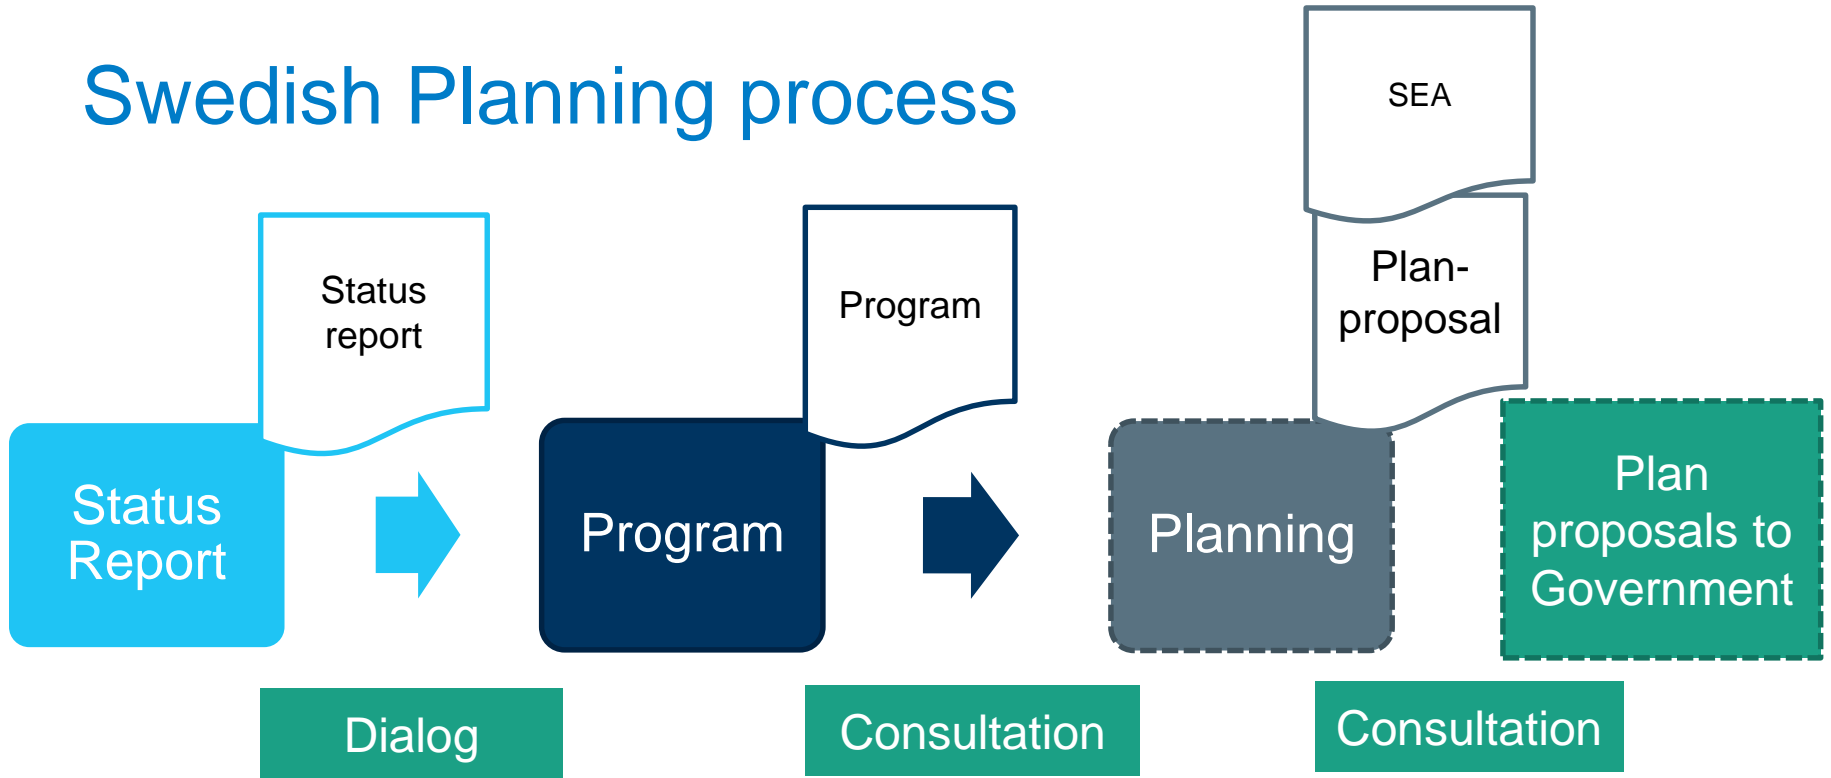 Swedish Planning process
SEA
Status
report
Program
Plan-
proposal
Status
Report
Program
Planning
Plan
proposals to
Government
Dialog
Consultation
Consultation